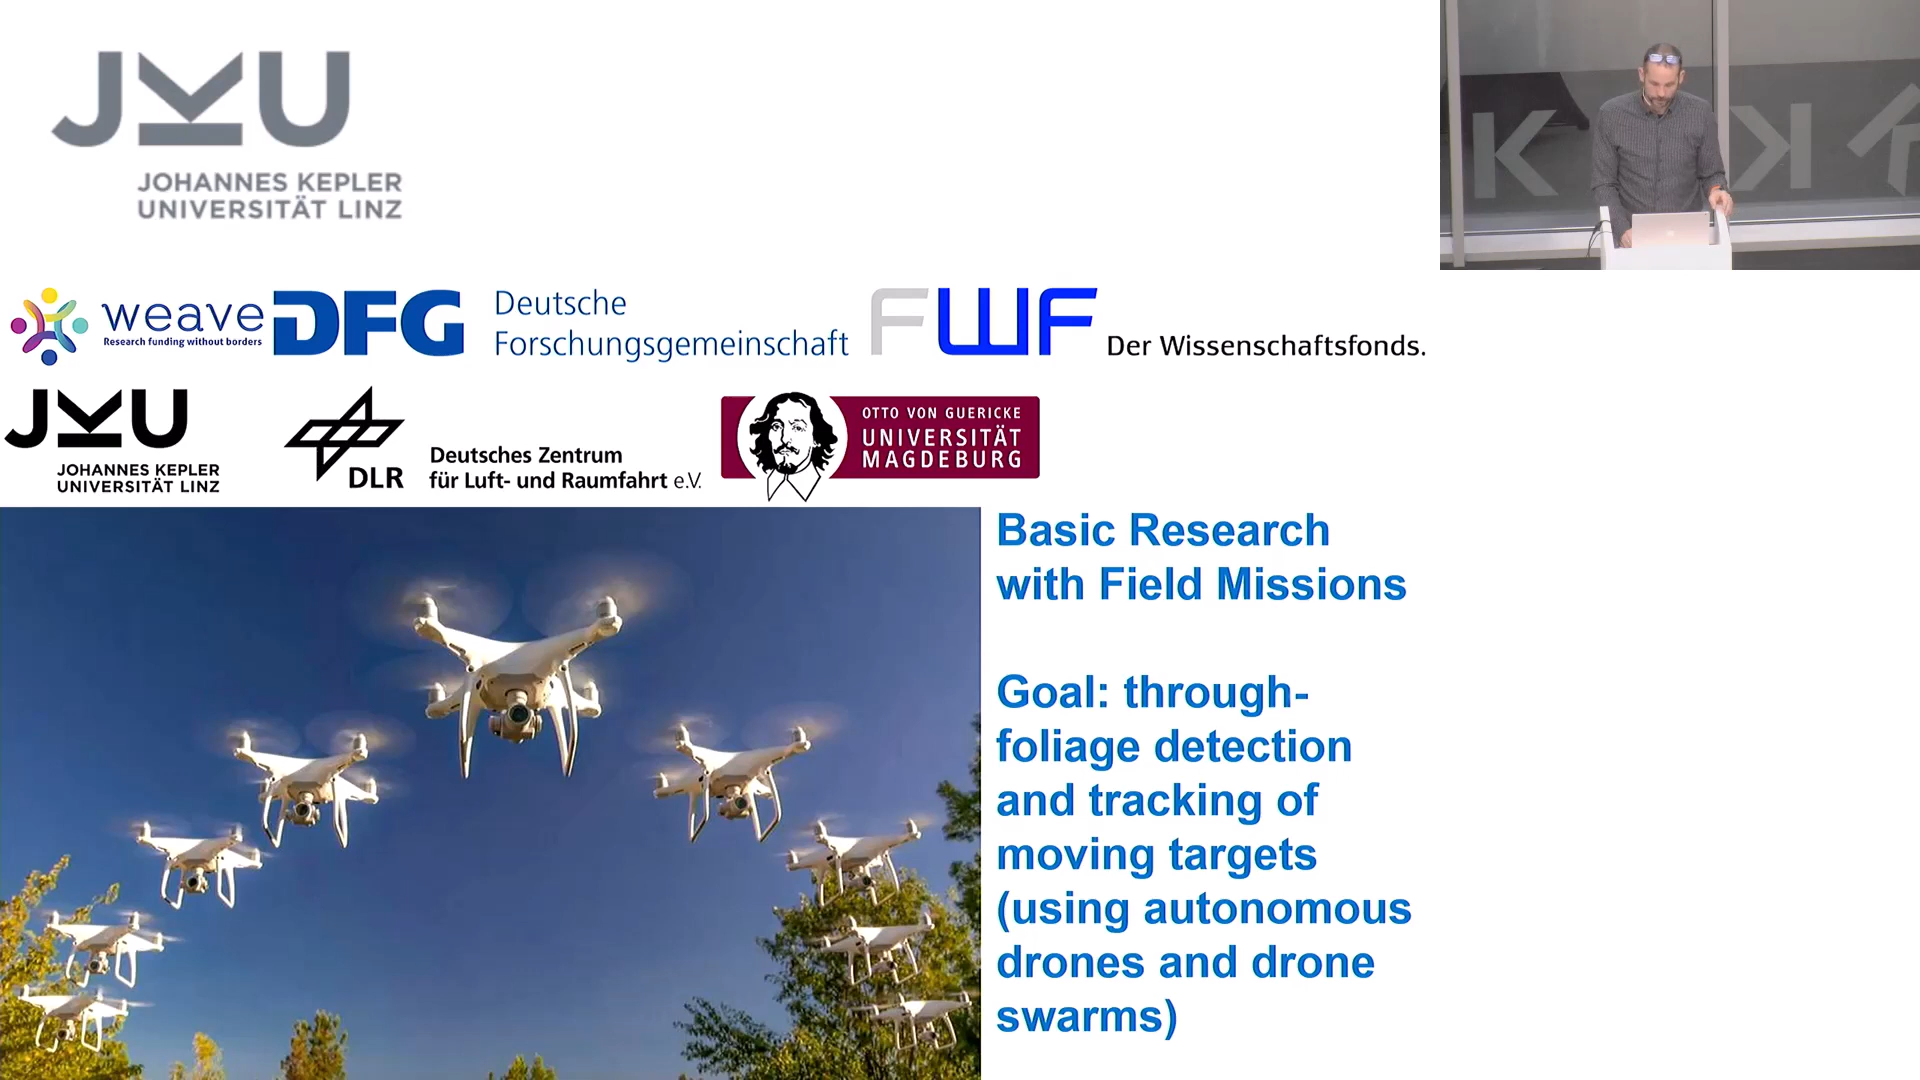 JKU
JOHANNES KEPLER
UNIVERSITÄT LINZ
K K K
weave
Research funding without borders
DFG
Deutsche
Forschungsgemeinschaft
FWF
Der Wissenschaftsfonds.
JKU
JOHANNES KEPLER
UNIVERSITÄT LINZ
DLR
Deutsches Zentrum
für Luft- und Raumfahrt e.V.
OTTO VON GUERICKE
UNIVERSITÄT
MAGDEBURG
Basic Research
with Field Missions
Goal: through-
foliage detection
and tracking of
moving targets
(using autonomous
drones and drone
swarms)